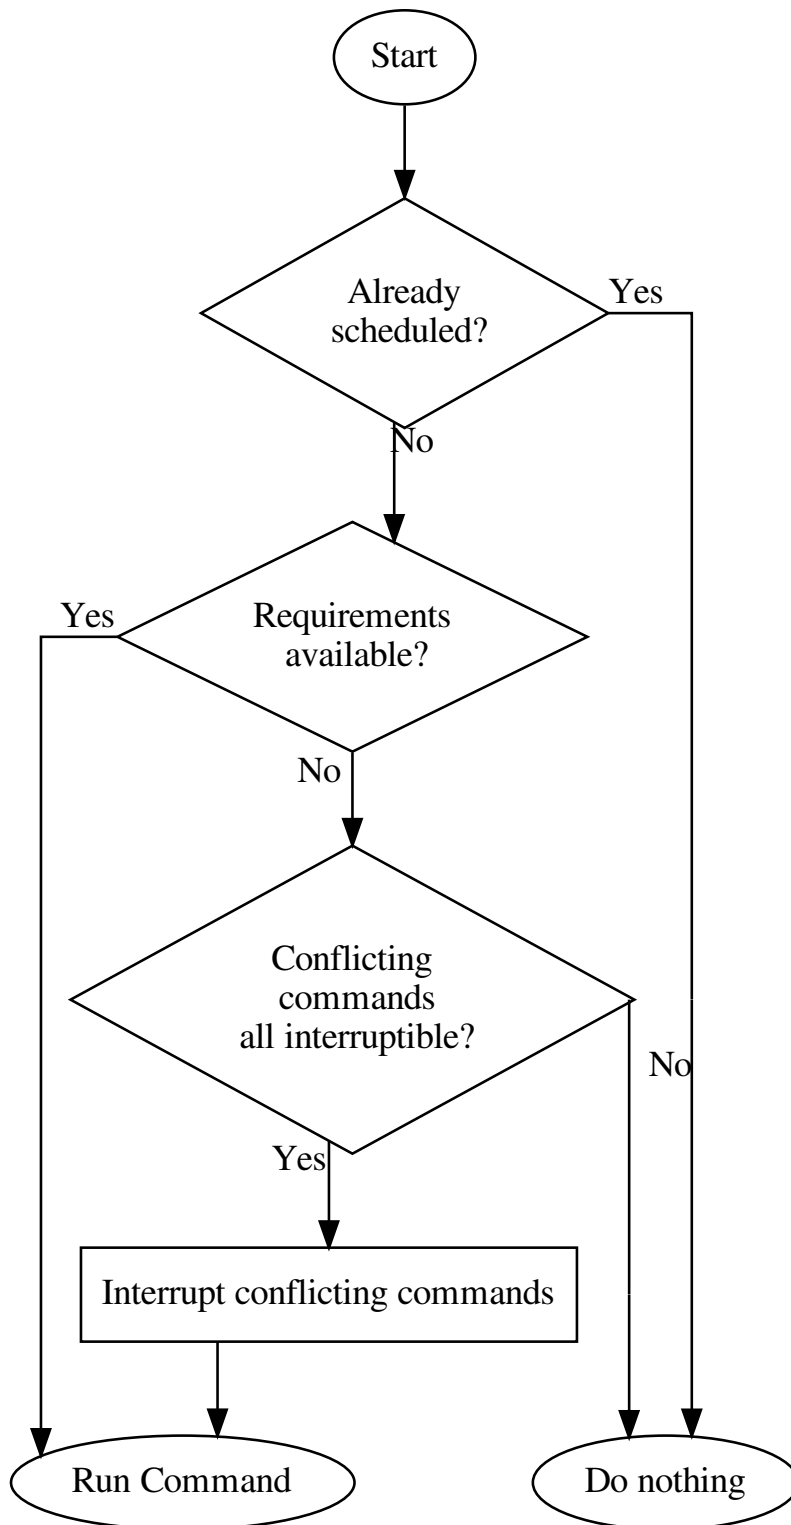 Start
Already
scheduled?
Yes
No
Requirements
available?
Yes
No
Conflicting
commands
all interruptible?
No
Yes
Interrupt conflicting commands
Run Command
Do nothing